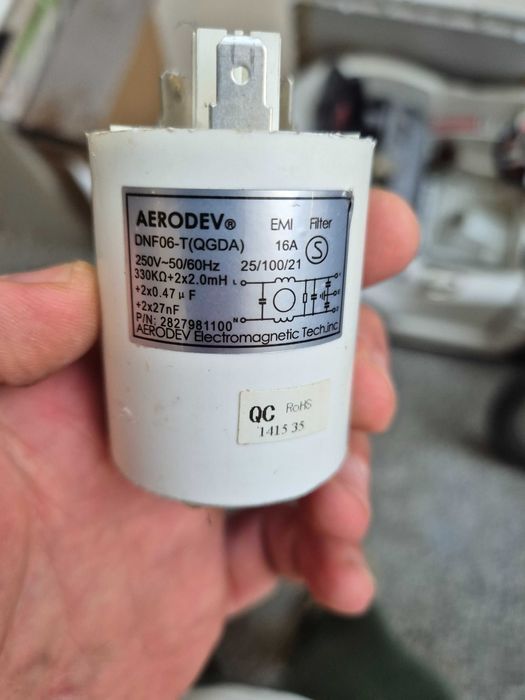 AERODEV® EMI Filter
DNF06-T(QGDA) 16A S
250V~50/60Hz 25/100/21
330KΩ+2x2.0mH L
+2x0.47μF
+2x27nF
P/N: 2827981100 N
AERODEV Electromagnetic Tech.inc
QC RoHS
1415 35